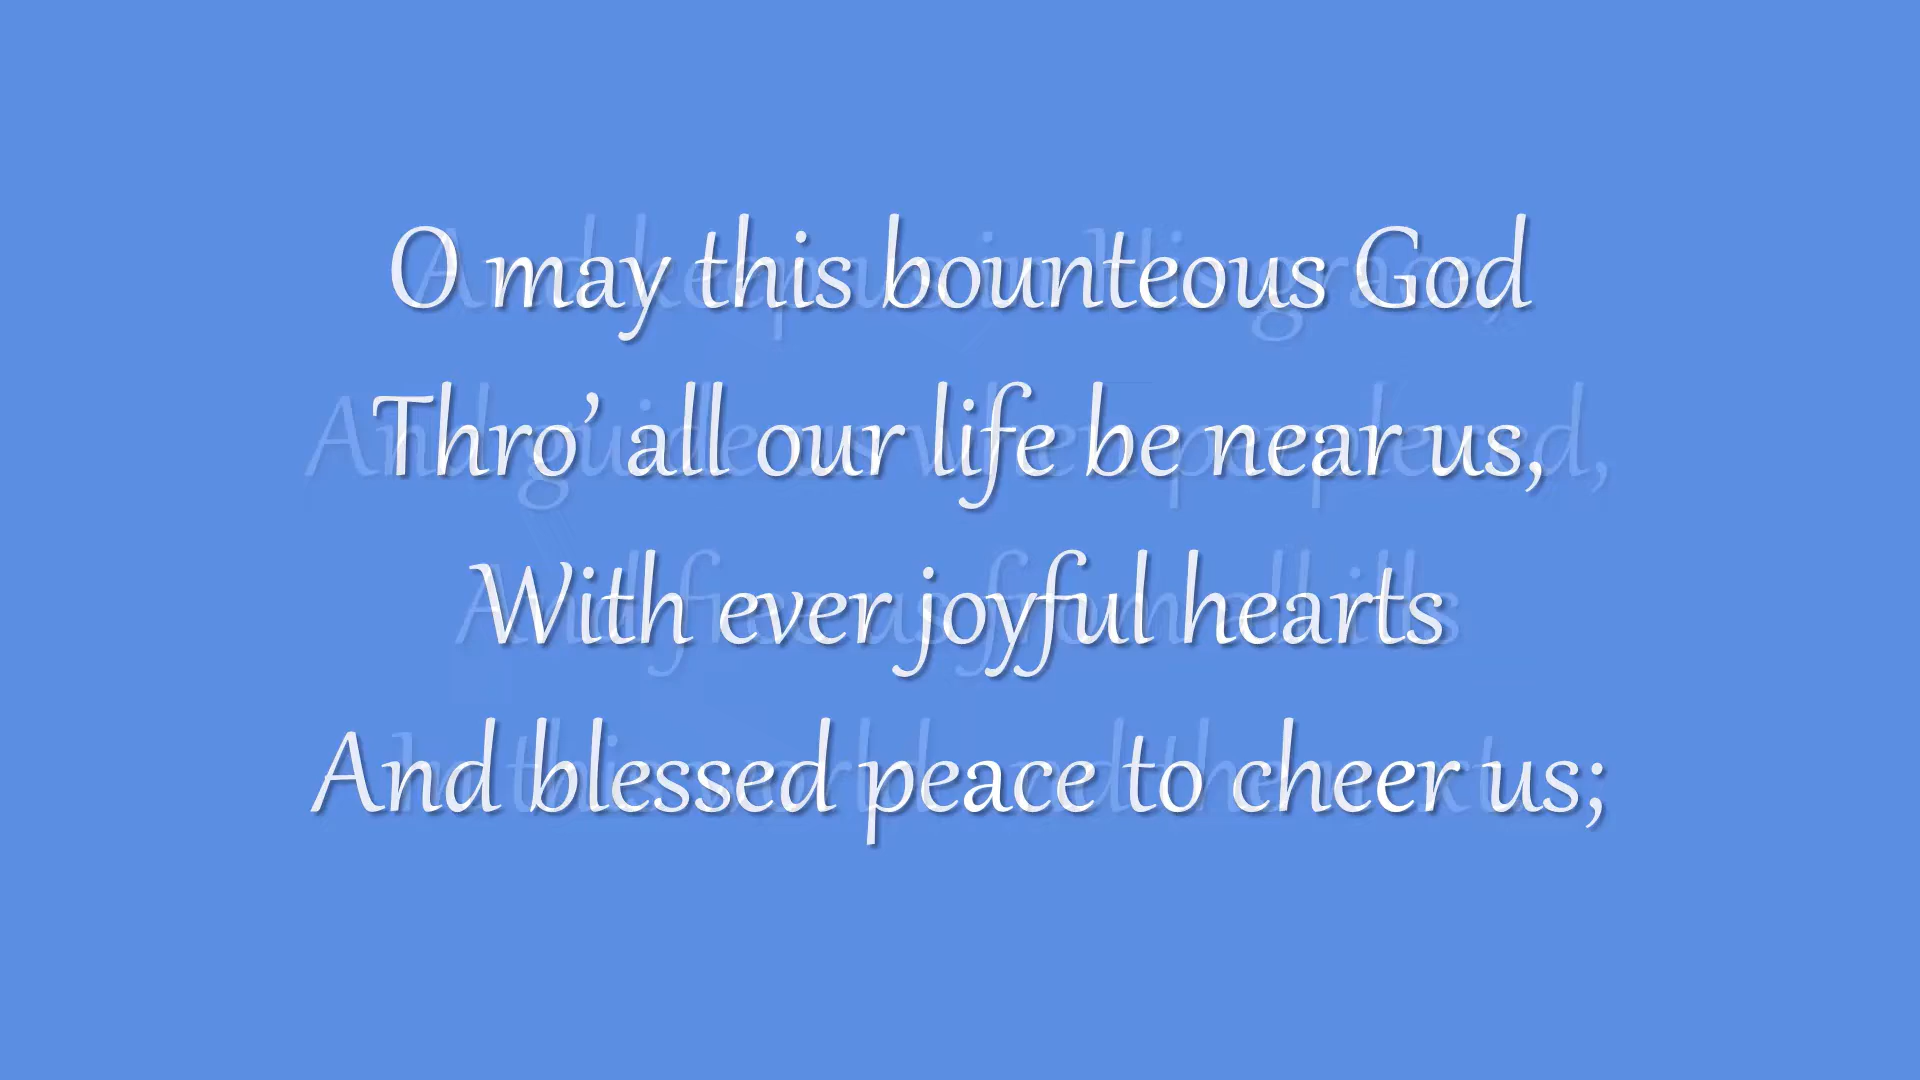 O may this bounteous God
Thro’ all our life be near us,
With ever joyful hearts
And blessed peace to cheer us;